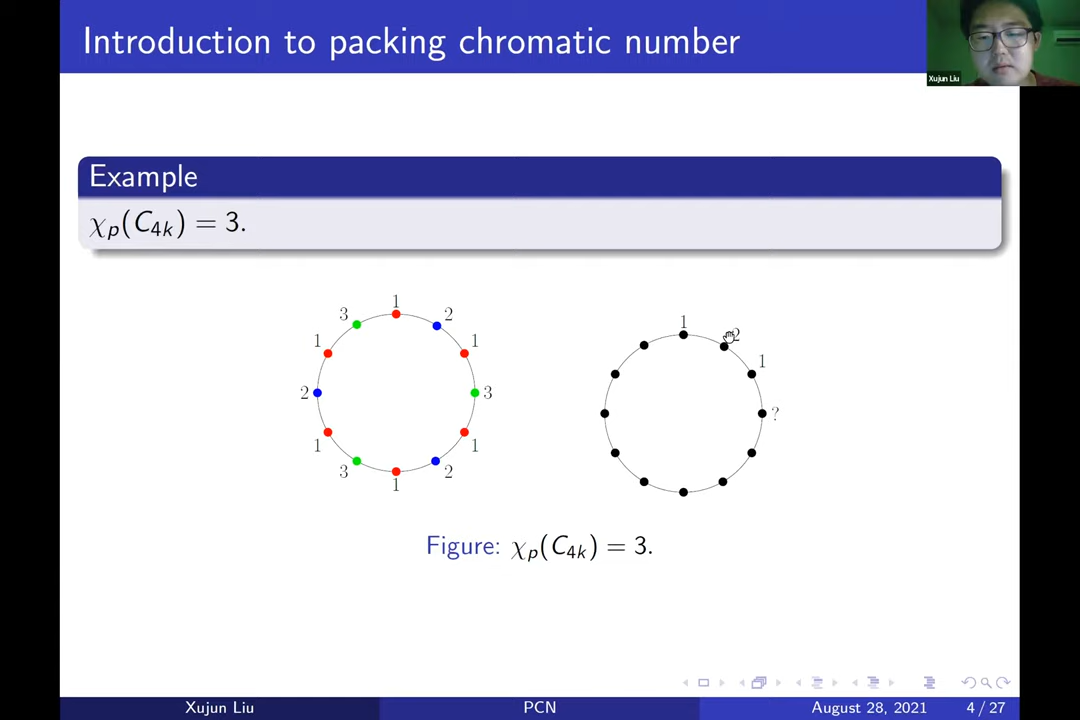 Introduction to packing chromatic number
Xujun Liu
Example
χp(C4k) = 3.
1
3
2
1
1
2
3
1
1
3
2
1
1
2
1
?
Figure: χp(C4k) = 3.
Xujun Liu
PCN
August 28, 2021
4 / 27